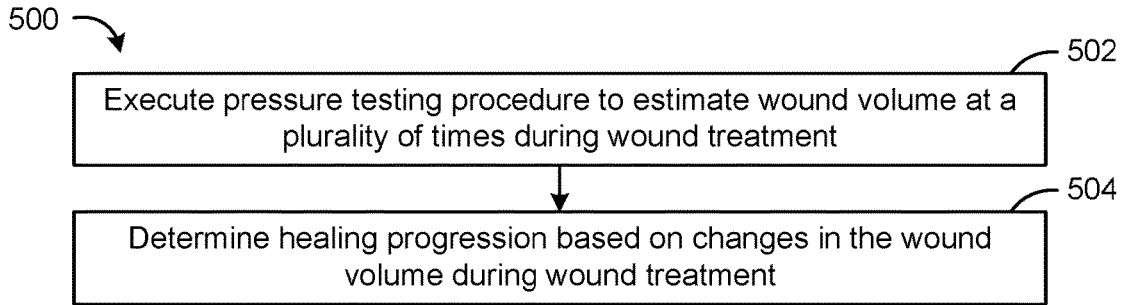 500
502
Execute pressure testing procedure to estimate wound volume at a
plurality of times during wound treatment
504
Determine healing progression based on changes in the wound
volume during wound treatment